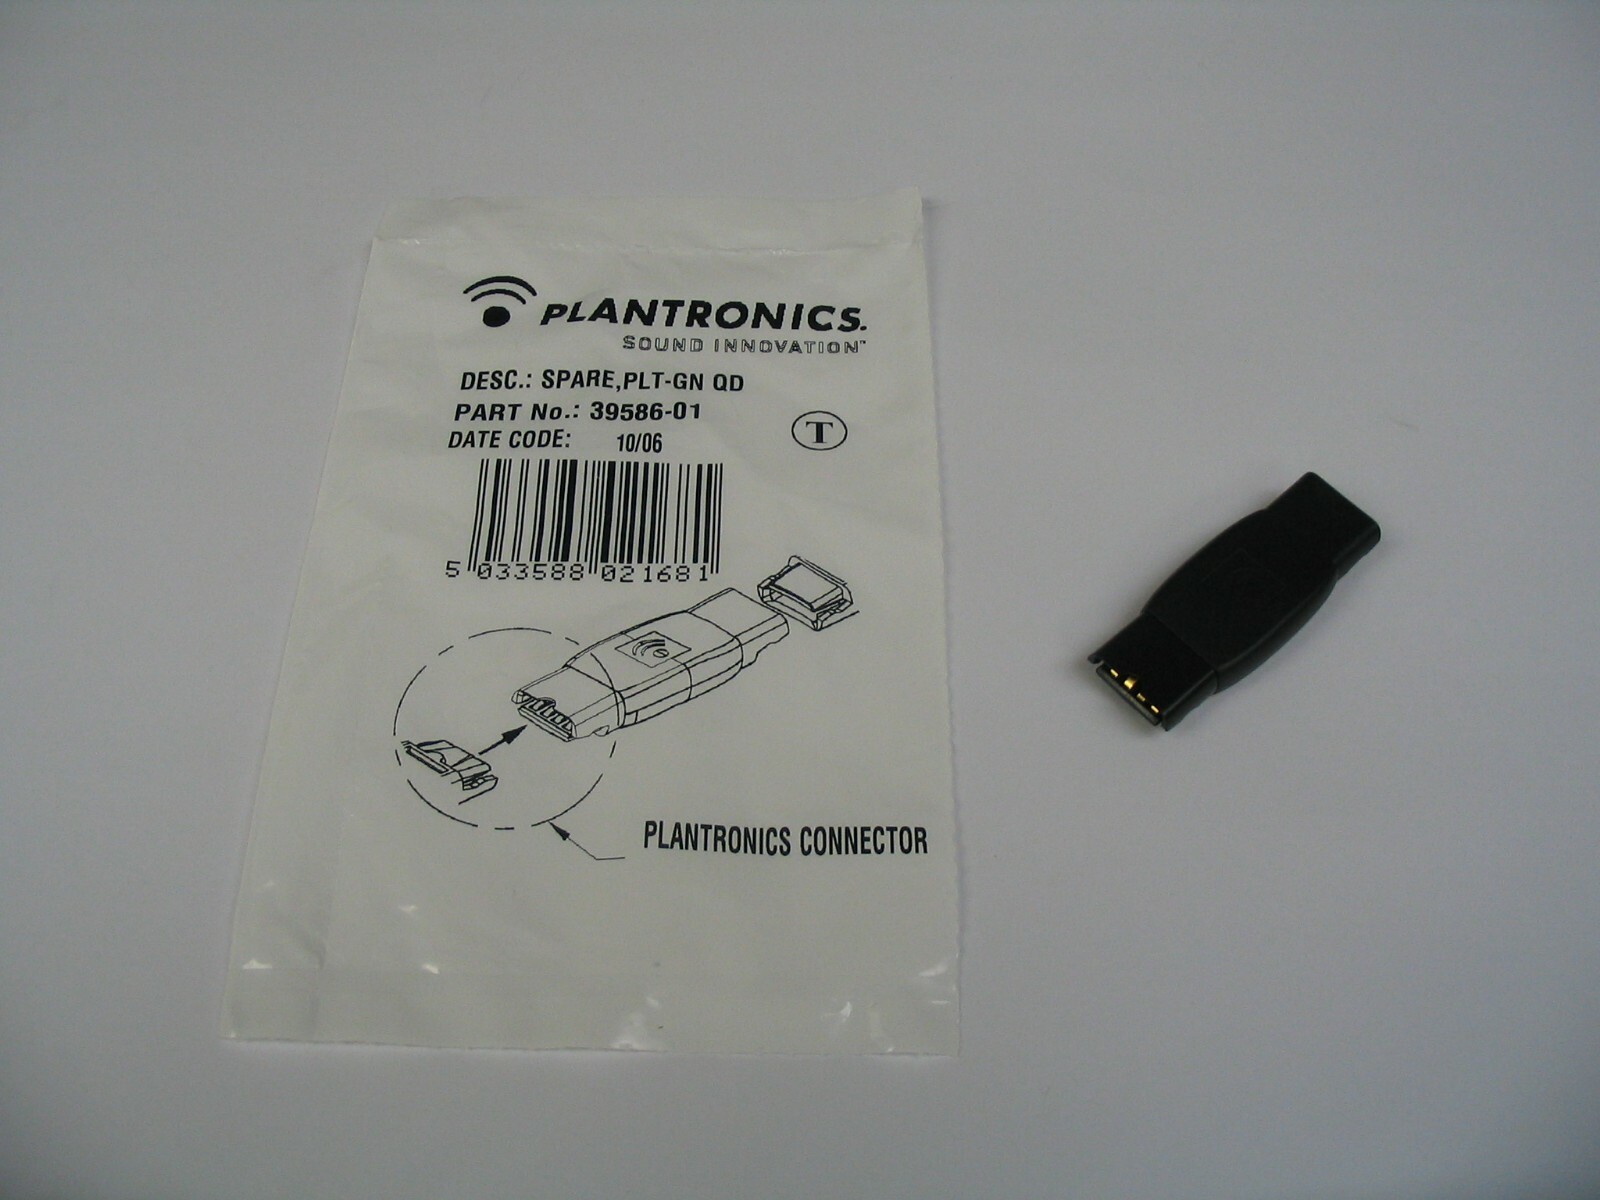 PLANTRONICS.
SOUND INNOVATION™
DESC.: SPARE,PLT-GN QD
PART No.: 39586-01
T
DATE CODE: 10/06
5 033588 021681
PLANTRONICS CONNECTOR